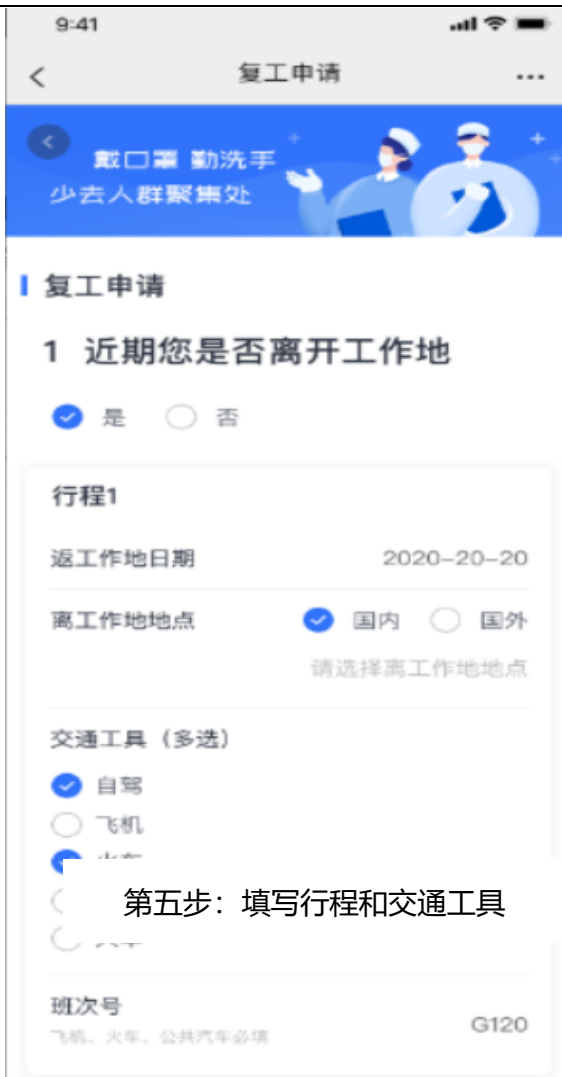 9:41
复工申请
戴口罩 勤洗手
少去人群聚集处
复工申请
1 近期您是否离开工作地
是 否
行程1
返工作地日期 2020-20-20
离工作地地点 国内 国外
请选择离工作地地点
交通工具（多选）
自驾
飞机
第五步：填写行程和交通工具
班次号
飞机、火车、公共汽车必填 G120